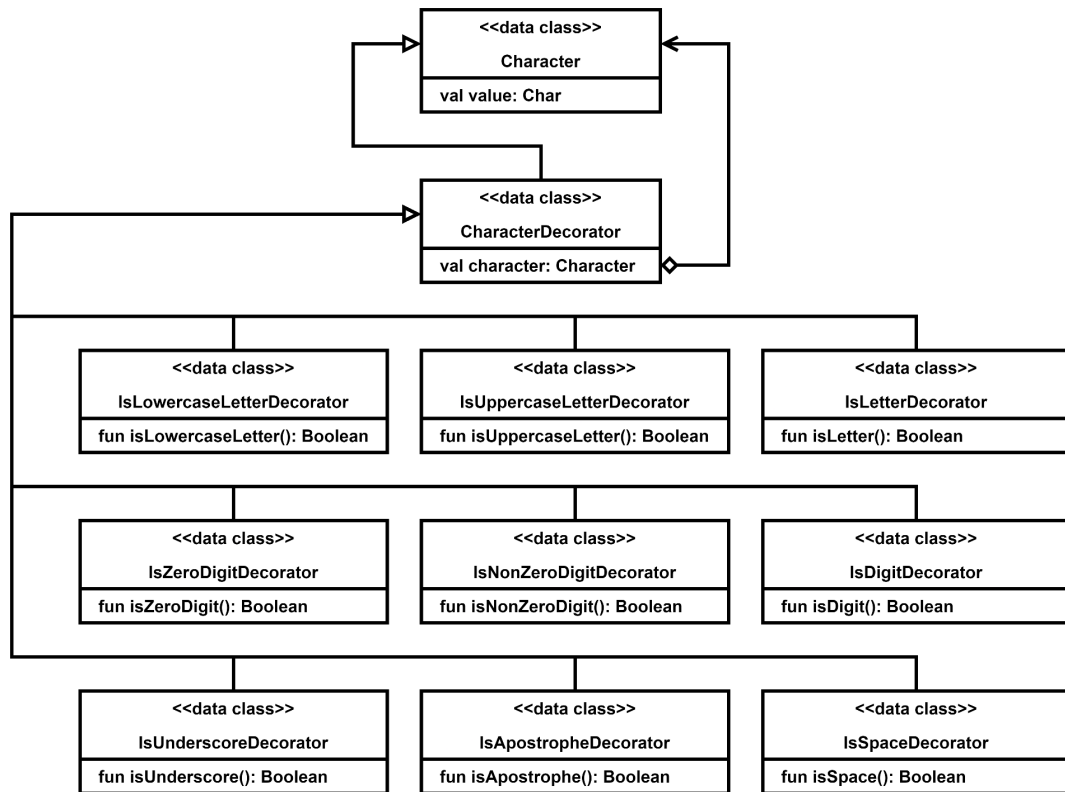 <<data class>>
Character
val value: Char
<<data class>>
CharacterDecorator
val character: Character
<<data class>>
IsLowercaseLetterDecorator
fun isLowercaseLetter(): Boolean
<<data class>>
IsUppercaseLetterDecorator
fun isUppercaseLetter(): Boolean
<<data class>>
IsLetterDecorator
fun isLetter(): Boolean
<<data class>>
IsZeroDigitDecorator
fun isZeroDigit(): Boolean
<<data class>>
IsNonZeroDigitDecorator
fun isNonZeroDigit(): Boolean
<<data class>>
IsDigitDecorator
fun isDigit(): Boolean
<<data class>>
IsUnderscoreDecorator
fun isUnderscore(): Boolean
<<data class>>
IsApostropheDecorator
fun isApostrophe(): Boolean
<<data class>>
IsSpaceDecorator
fun isSpace(): Boolean